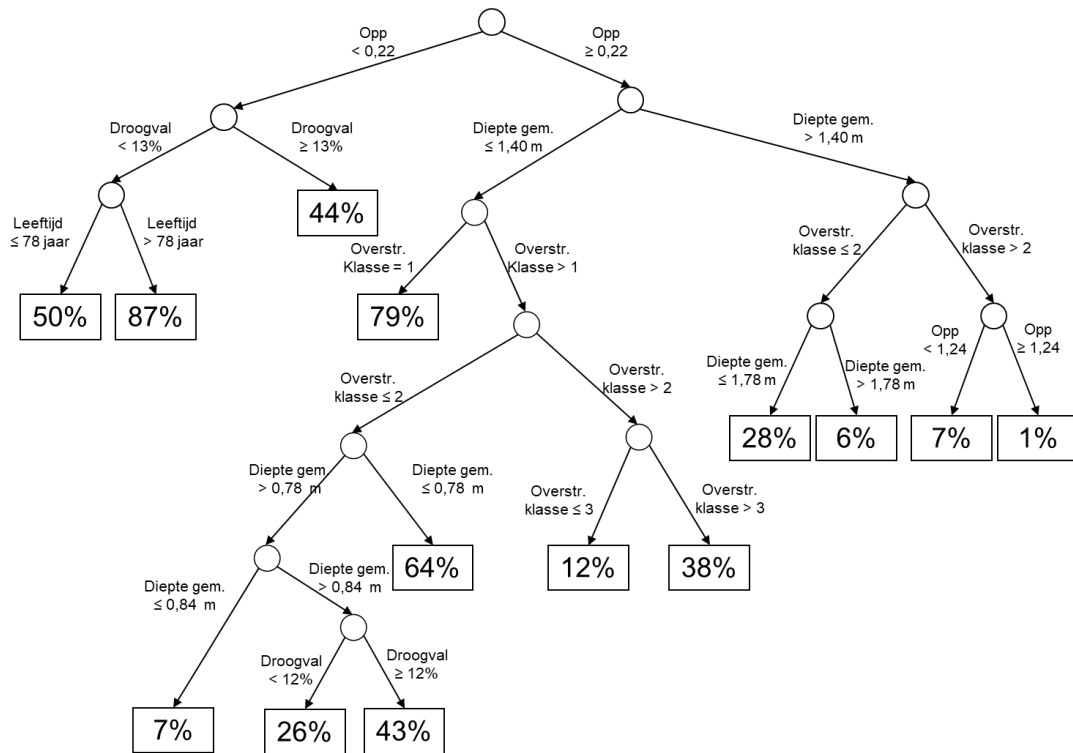 Opp
< 0,22
Opp
≥ 0,22
Droogval
< 13%
Droogval
≥ 13%
Diepte gem.
≤ 1,40 m
Diepte gem.
> 1,40 m
Leeftijd
≤ 78 jaar
Leeftijd
> 78 jaar
44%
Overstr.
Klasse = 1
Overstr.
Klasse > 1
Overstr.
klasse ≤ 2
Overstr.
klasse > 2
50%
87%
79%
Diepte gem.
≤ 1,78 m
Diepte gem.
> 1,78 m
Opp
< 1,24
Opp
≥ 1,24
Overstr.
klasse ≤ 2
Overstr.
klasse > 2
28%
6%
7%
1%
Diepte gem.
> 0,78 m
Diepte gem.
≤ 0,78 m
Overstr.
klasse ≤ 3
Overstr.
klasse > 3
64%
12%
38%
Diepte gem.
≤ 0,84 m
Diepte gem.
> 0,84 m
Droogval
< 12%
Droogval
≥ 12%
7%
26%
43%